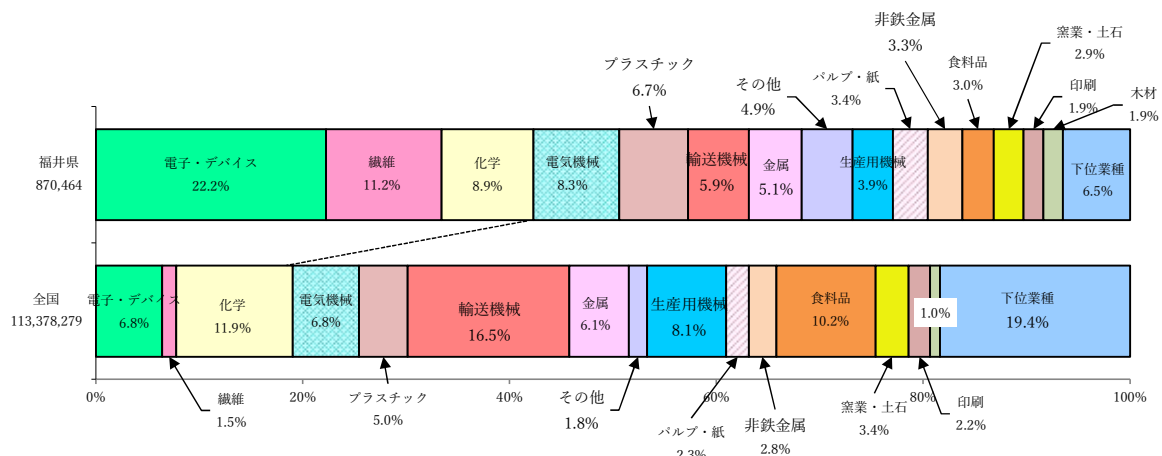 非鉄金属
3.3%
窯業・土石
2.9%
プラスチック
6.7%
食料品
3.0%
その他
4.9%
パルプ・紙
3.4%
印刷
1.9%
木材
1.9%
福井県
870,464
電子・デバイス
22.2%
繊維
11.2%
化学
8.9%
電気機械
8.3%
輸送機械
5.9%
金属
5.1%
生産用機械
3.9%
下位業種
6.5%
全国
113,378,279
電子・デバイス
6.8%
化学
11.9%
電気機械
6.8%
輸送機械
16.5%
金属
6.1%
生産用機械
8.1%
食料品
10.2%
1.0%
下位業種
19.4%
0%
20%
40%
60%
80%
100%
繊維
1.5%
プラスチック
5.0%
その他
1.8%
パルプ・紙
2.3%
非鉄金属
2.8%
窯業・土石
3.4%
印刷
2.2%